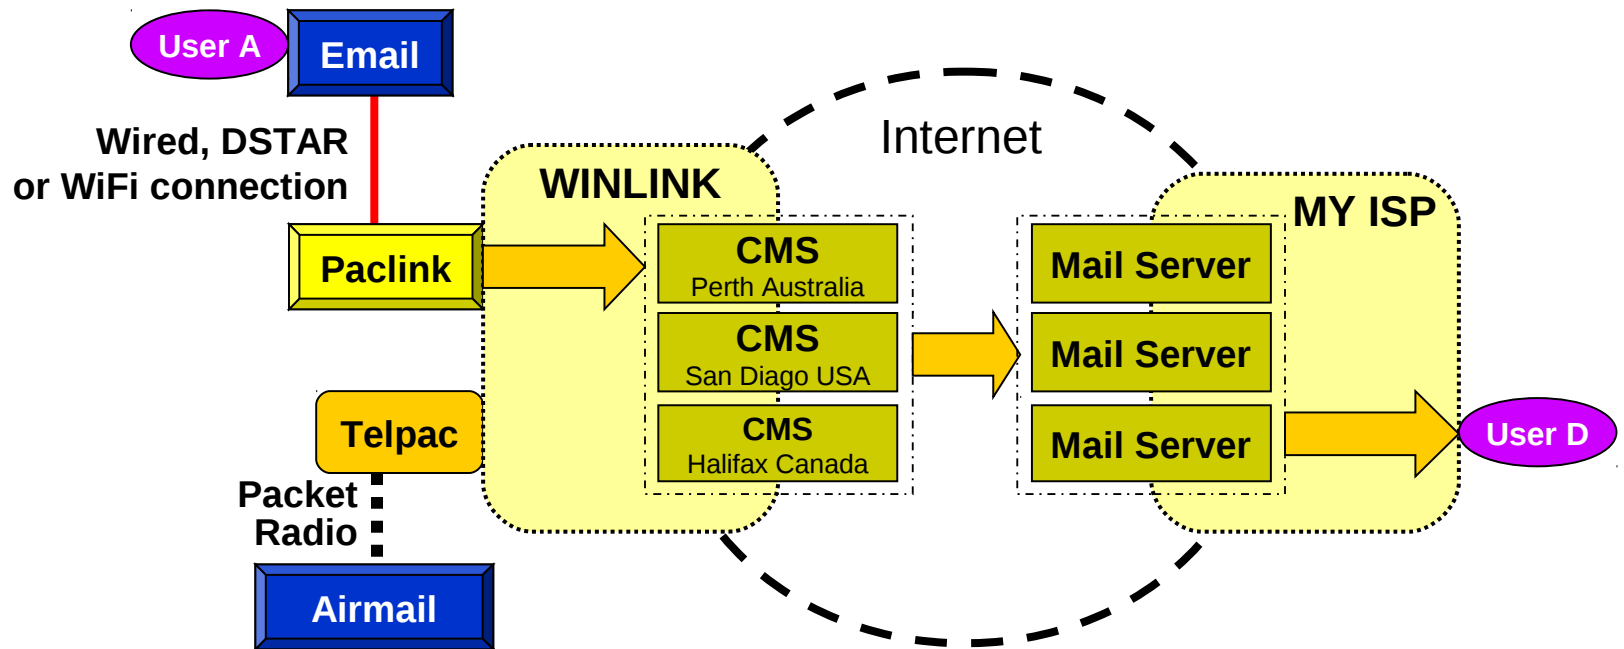 User A
Email
Wired, DSTAR
or WiFi connection
Paclink
Telpac
Packet
Radio
Airmail
WINLINK
CMS
Perth Australia
CMS
San Diago USA
CMS
Halifax Canada
Internet
MY ISP
Mail Server
Mail Server
Mail Server
User D